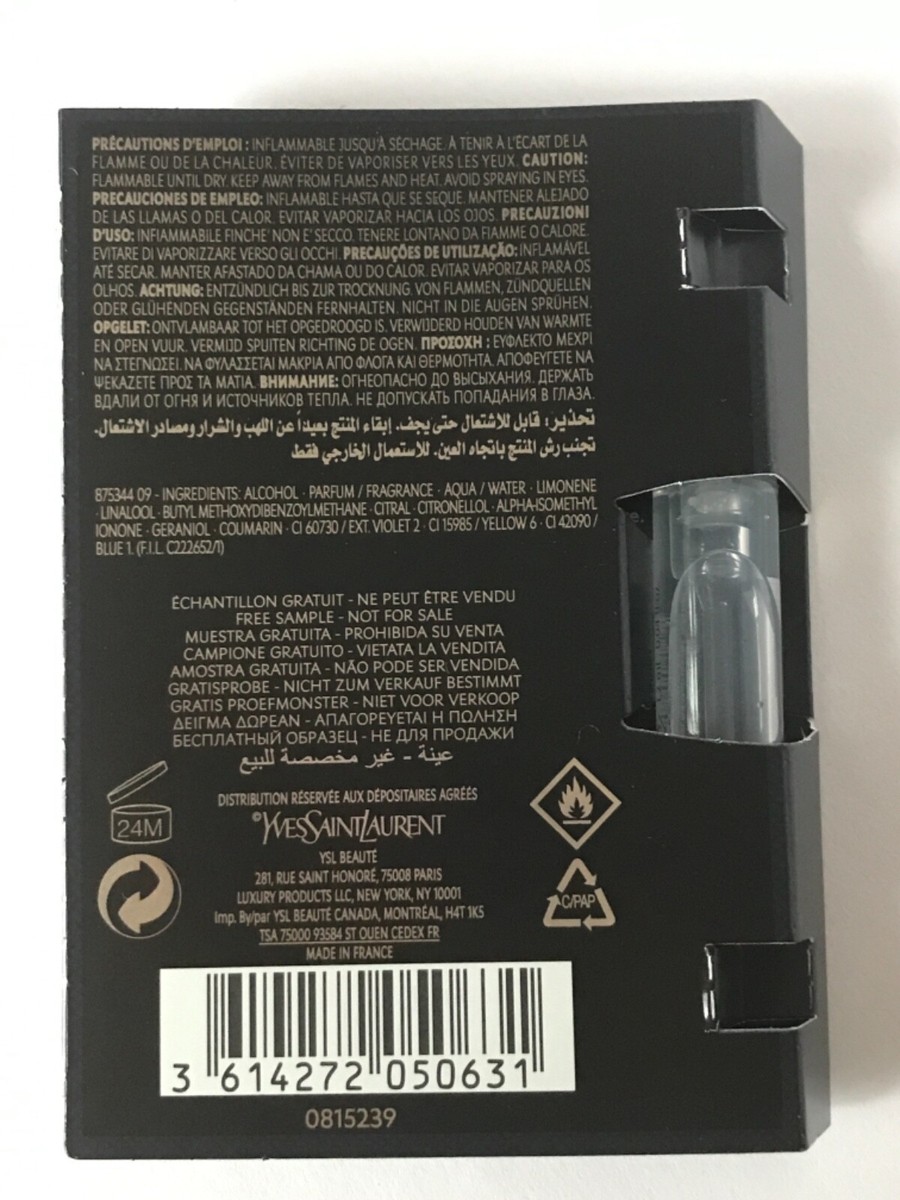 PRÉCAUTIONS D'EMPLOI : INFLAMMABLE JUSQU'À SÉCHAGE. À TENIR À L'ÉCART DE LA
FLAMME OU DE LA CHALEUR. ÉVITER DE VAPORISER VERS LES YEUX. CAUTION:
FLAMMABLE UNTIL DRY. KEEP AWAY FROM FLAMES AND HEAT. AVOID SPRAYING IN EYES.
PRECAUCIONES DE EMPLEO: INFLAMABLE HASTA QUE SE SEQUE. MANTENER ALEJADO
DE LAS LLAMAS O DEL CALOR. EVITAR VAPORIZAR HACIA LOS OJOS. PRECAUZIONI
D'USO: INFIAMMABILE FINCHE' NON E' SECCO. TENERE LONTANO DA FIAMME O CALORE.
EVITARE DI VAPORIZZARE VERSO GLI OCCHI. PRECAUÇÕES DE UTILIZAÇÃO: INFLAMÁVEL
ATÉ SECAR. MANTER AFASTADO DA CHAMA OU DO CALOR. EVITAR VAPORIZAR PARA OS
OLHOS. ACHTUNG: ENTZÜNDLICH BIS ZUR TROCKNUNG. VON FLAMMEN, ZÜNDQUELLEN
ODER GLÜHENDEN GEGENSTÄNDEN FERNHALTEN. NICHT IN DIE AUGEN SPRÜHEN.
OPGELET: ONTVLAMBAAR TOT HET OPGEDROOGD IS. VERWIJDERD HOUDEN VAN WARMTE
EN OPEN VUUR. VERMIJD SPUITEN RICHTING DE OGEN. ΠΡΟΣΟΧΗ : ΕΥΦΛΕΚΤΟ ΜΕΧΡΙ
ΝΑ ΣΤΕΓΝΩΣΕΙ. ΝΑ ΦΥΛΑΣΣΕΤΑΙ ΜΑΚΡΙΑ ΑΠΟ ΦΛΟΓΑ ΚΑΙ ΘΕΡΜΟΤΗΤΑ. ΑΠΟΦΕΥΓΕΤΕ ΝΑ
ΨΕΚΑΖΕΤΕ ΠΡΟΣ ΤΑ ΜΑΤΙΑ. ВНИМАНИЕ: ОГНЕОПАСНО ДО ВЫСЫХАНИЯ. ДЕРЖАТЬ
ВДАЛИ ОТ ОГНЯ И ИСТОЧНИКОВ ТЕПЛА. НЕ ДОПУСКАТЬ ПОПАДАНИЯ В ГЛАЗА.
تحذير: قابل للاشتعال حتى يجف. إبقاء المنتج بعيداً عن اللهب والشرار ومصادر الاشتعال.
تجنب رش المنتج باتجاه العين. للاستعمال الخارجي فقط
875344 09 - INGREDIENTS: ALCOHOL · PARFUM / FRAGRANCE · AQUA / WATER · LIMONENE
· LINALOOL · BUTYL METHOXYDIBENZOYLMETHANE · CITRAL · CITRONELLOL · ALPHA-ISOMETHYL
IONONE · GERANIOL · COUMARIN · CI 60730 / EXT. VIOLET 2 · CI 15985 / YELLOW 6 · CI 42090 /
BLUE 1. (F.I.L. C222652/1)
ÉCHANTILLON GRATUIT - NE PEUT ÊTRE VENDU
FREE SAMPLE - NOT FOR SALE
MUESTRA GRATUITA - PROHIBIDA SU VENTA
CAMPIONE GRATUITO - VIETATA LA VENDITA
AMOSTRA GRATUITA - NÃO PODE SER VENDIDA
GRATISPROBE - NICHT ZUM VERKAUF BESTIMMT
GRATIS PROEFMONSTER - NIET VOOR VERKOOP
ΔΕΙΓΜΑ ΔΩΡΕΑΝ - ΑΠΑΓΟΡΕΥΕΤΑΙ Η ΠΩΛΗΣΗ
БЕСПЛАТНЫЙ ОБРАЗЕЦ - НЕ ДЛЯ ПРОДАЖИ
عينة - غير مخصصة للبيع
DISTRIBUTION RÉSERVÉE AUX DÉPOSITAIRES AGRÉÉS
24M
©YVESSAINTLAURENT
YSL BEAUTÉ
281, RUE SAINT HONORÉ, 75008 PARIS
LUXURY PRODUCTS LLC, NEW YORK, NY 10001
Imp. By/par YSL BEAUTÉ CANADA, MONTRÉAL, H4T 1K5
TSA 75000 93584 ST OUEN CEDEX FR
MADE IN FRANCE
C/PAP
3 614272 050631
0815239